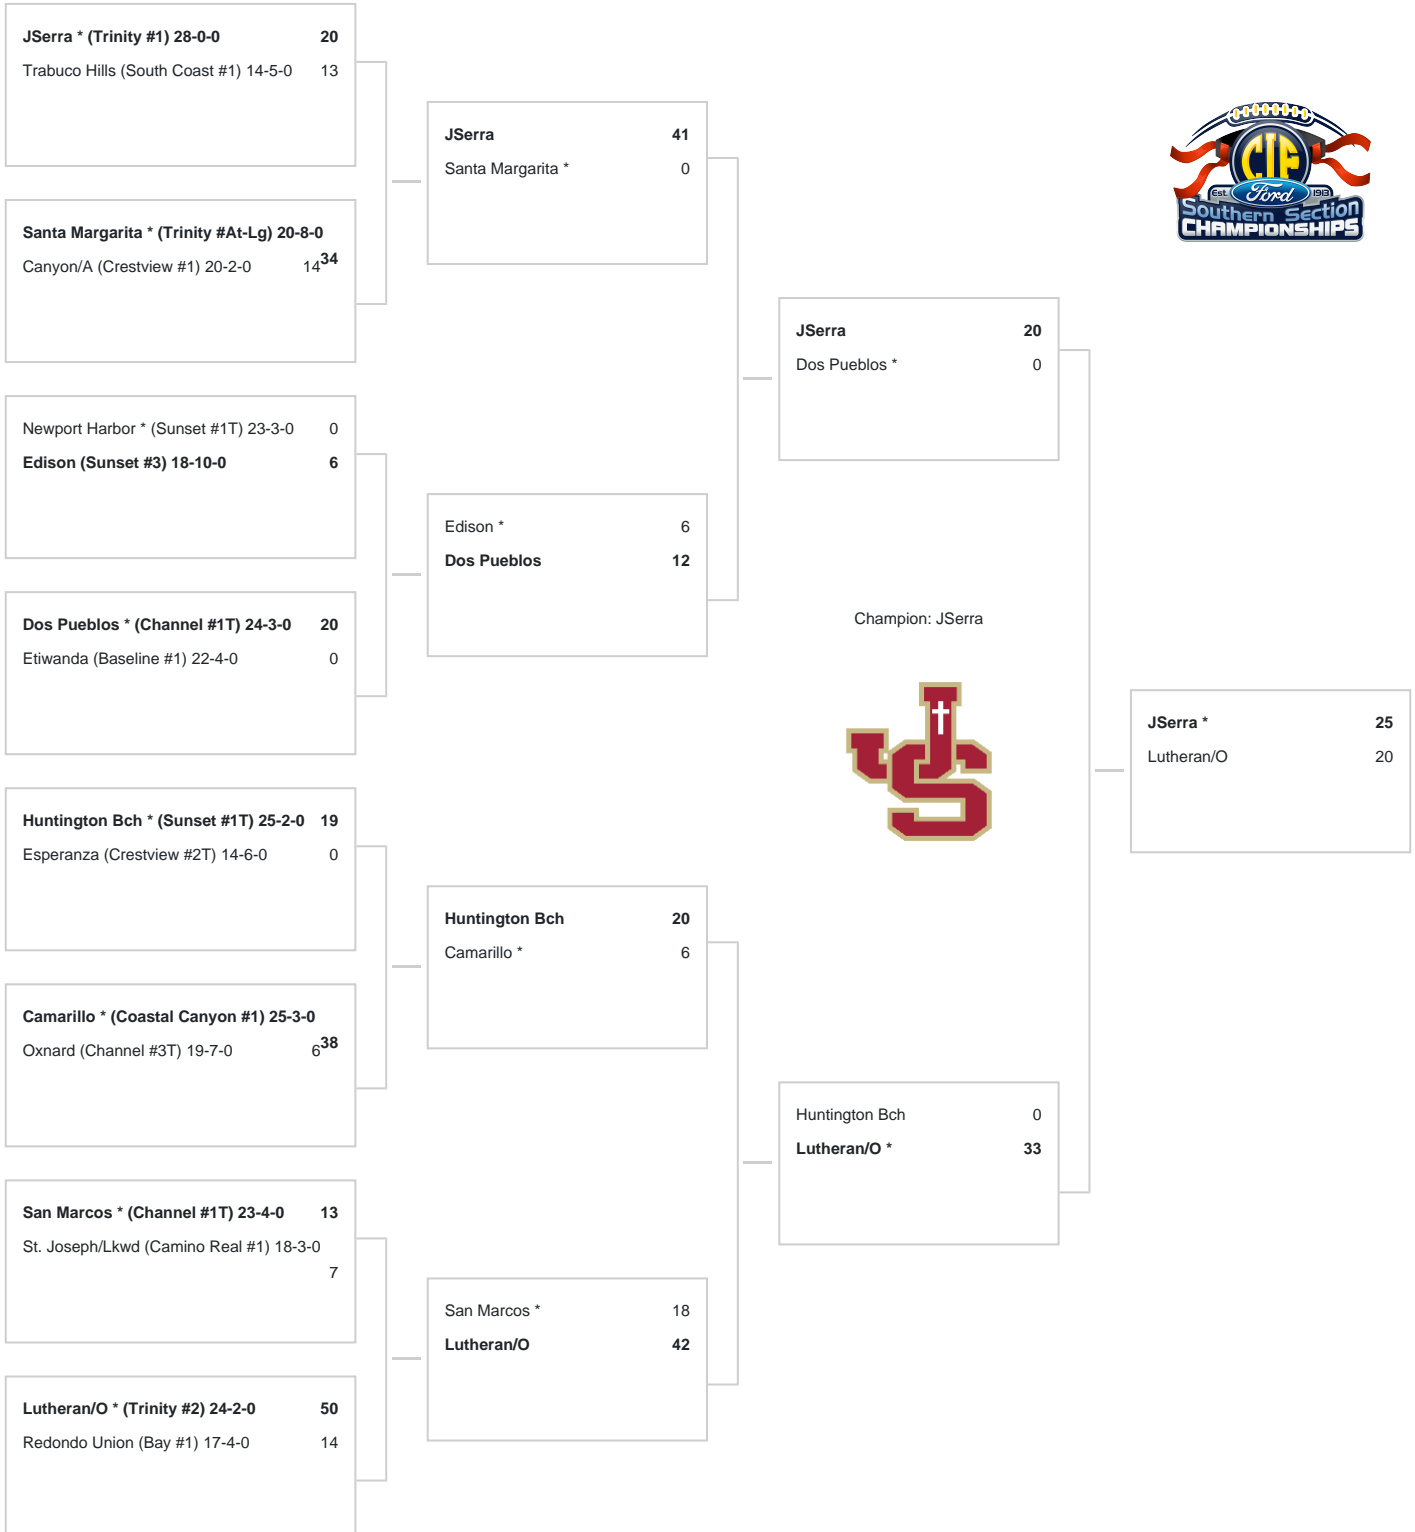 JSerra * (Trinity #1) 28-0-0 20
Trabuco Hills (South Coast #1) 14-5-0 13
Santa Margarita * (Trinity #At-Lg) 20-8-0
34
Canyon/A (Crestview #1) 20-2-0 14
Newport Harbor * (Sunset #1T) 23-3-0 0
Edison (Sunset #3) 18-10-0 6
Dos Pueblos * (Channel #1T) 24-3-0 20
Etiwanda (Baseline #1) 22-4-0 0
Huntington Bch * (Sunset #1T) 25-2-0 19
Esperanza (Crestview #2T) 14-6-0 0
Camarillo * (Coastal Canyon #1) 25-3-0
38
Oxnard (Channel #3T) 19-7-0 6
San Marcos * (Channel #1T) 23-4-0 13
St. Joseph/Lkwd (Camino Real #1) 18-3-0
7
Lutheran/O * (Trinity #2) 24-2-0 50
Redondo Union (Bay #1) 17-4-0 14
JSerra 41
Santa Margarita * 0
Edison * 6
Dos Pueblos 12
Huntington Bch 20
Camarillo * 6
San Marcos * 18
Lutheran/O 42
JSerra 20
Dos Pueblos * 0
Huntington Bch 0
Lutheran/O * 33
Champion: JSerra
JS
JSerra * 25
Lutheran/O 20
CIF
Est. Ford 1913
Southern Section
CHAMPIONSHIPS